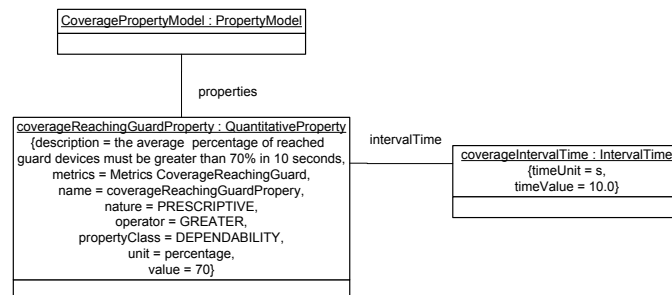 CoveragePropertyModel : PropertyModel
properties
coverageReachingGuardProperty : QuantitativeProperty
{description = the average percentage of reached
guard devices must be greater than 70% in 10 seconds,
metrics = Metrics CoverageReachingGuard,
name = coverageReachingGuardPropery,
nature = PRESCRIPTIVE,
operator = GREATER,
propertyClass = DEPENDABILITY,
unit = percentage,
value = 70}
intervalTime
coverageIntervalTime : IntervalTime
{timeUnit = s,
timeValue = 10.0}